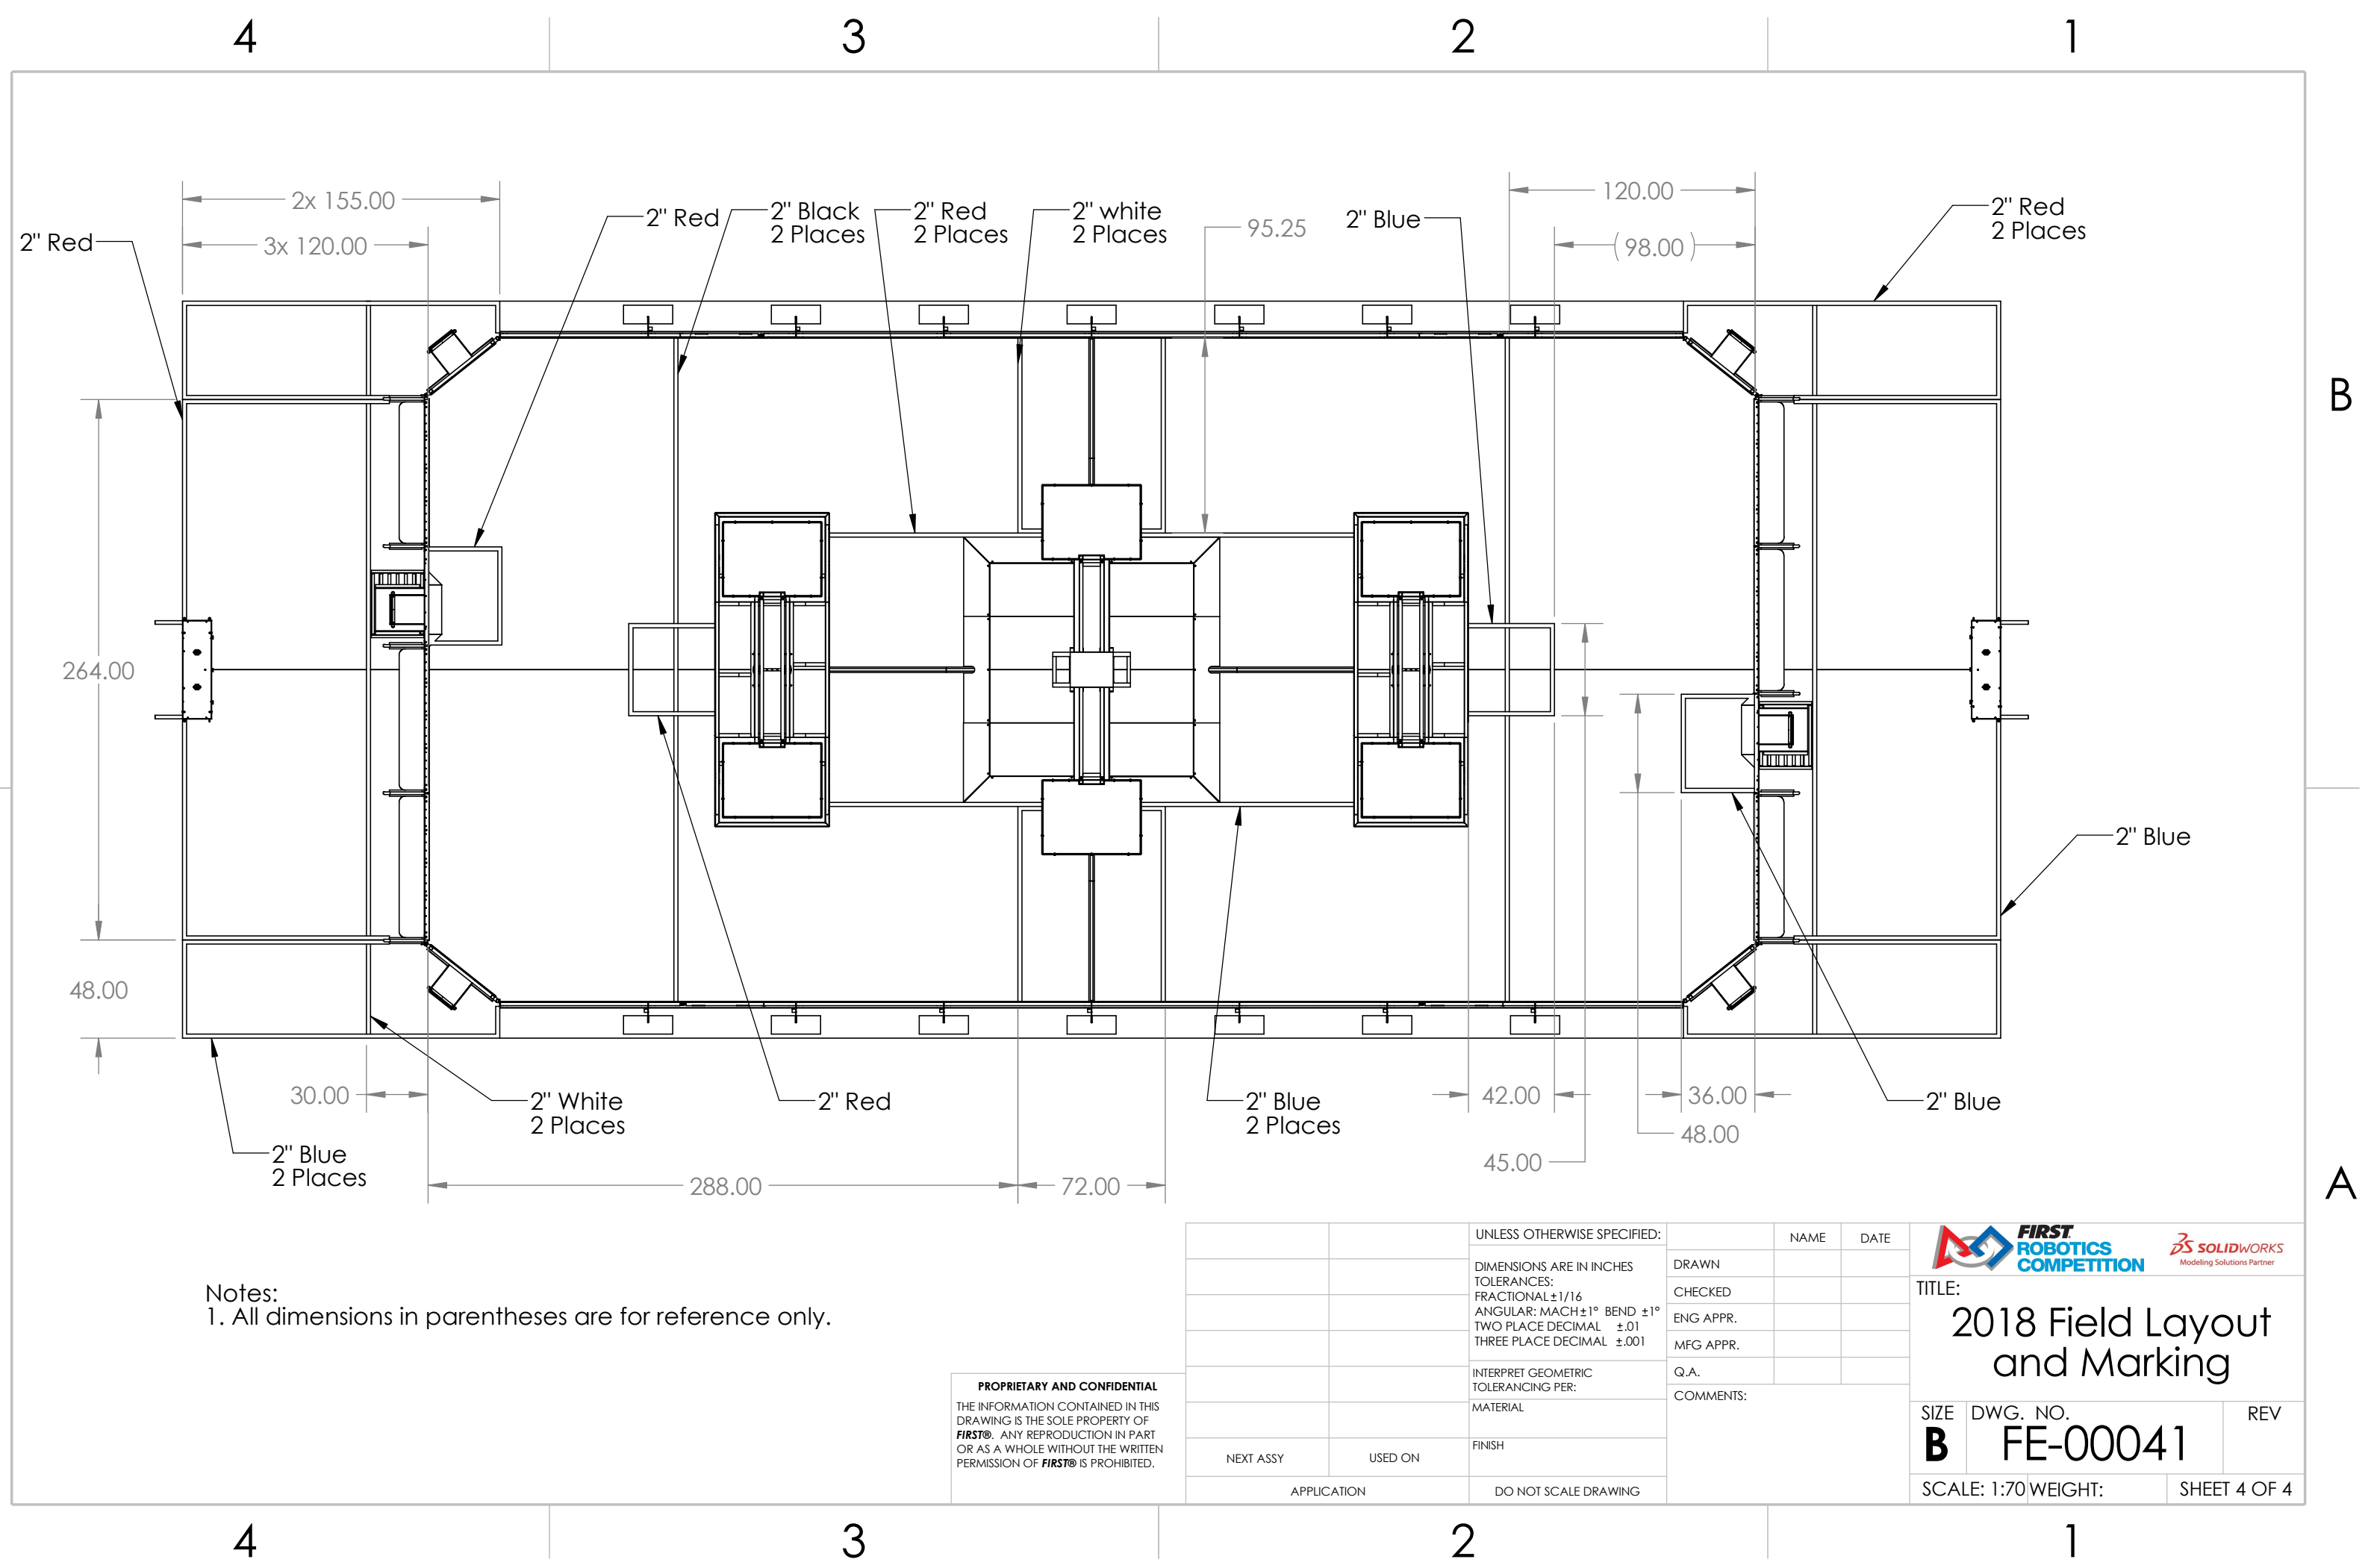 4
3
2
1
2x 155.00
3x 120.00
2" Red
2" Red
2" Black
2 Places
2" Red
2 Places
2" white
2 Places
95.25
2" Blue
120.00
(98.00)
2" Red
2 Places
B
264.00
48.00
2" Blue
30.00
2" White
2 Places
2" Red
2" Blue
2 Places
42.00
36.00
2" Blue
48.00
45.00
2" Blue
2 Places
288.00
72.00
A
Notes:
1. All dimensions in parentheses are for reference only.
PROPRIETARY AND CONFIDENTIAL
THE INFORMATION CONTAINED IN THIS
DRAWING IS THE SOLE PROPERTY OF
FIRST®. ANY REPRODUCTION IN PART
OR AS A WHOLE WITHOUT THE WRITTEN
PERMISSION OF FIRST® IS PROHIBITED.
NEXT ASSY
USED ON
APPLICATION
UNLESS OTHERWISE SPECIFIED:
DIMENSIONS ARE IN INCHES
TOLERANCES:
FRACTIONAL±1/16
ANGULAR: MACH±1° BEND ±1°
TWO PLACE DECIMAL ±.01
THREE PLACE DECIMAL ±.001
INTERPRET GEOMETRIC
TOLERANCING PER:
MATERIAL
FINISH
DO NOT SCALE DRAWING
NAME
DATE
DRAWN
CHECKED
ENG APPR.
MFG APPR.
Q.A.
COMMENTS:
FIRST®
ROBOTICS
COMPETITION
SOLIDWORKS
Modeling Solutions Partner
TITLE:
2018 Field Layout
and Marking
SIZE
B
DWG. NO.
FE-00041
REV
SCALE: 1:70
WEIGHT:
SHEET 4 OF 4
4
3
2
1